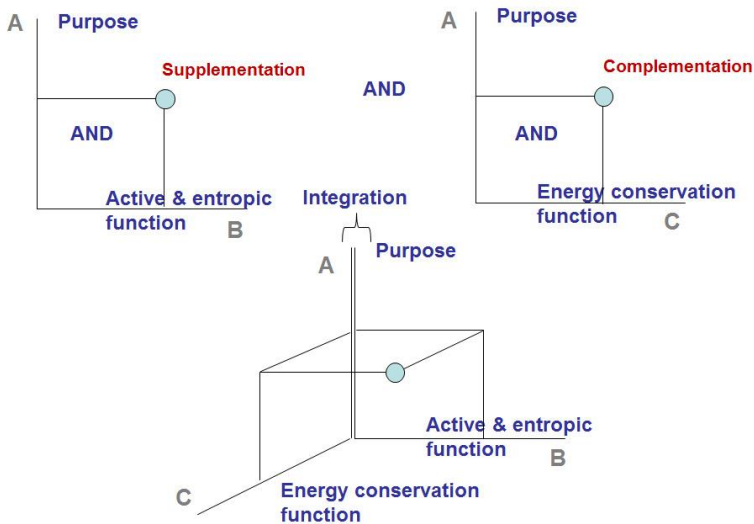 A
Purpose
Supplementation
AND
Active & entropic
function
B
AND
A
Purpose
Complementation
AND
Energy conservation
function
C
Integration
Purpose
A
Active & entropic
function
B
C
Energy conservation
function